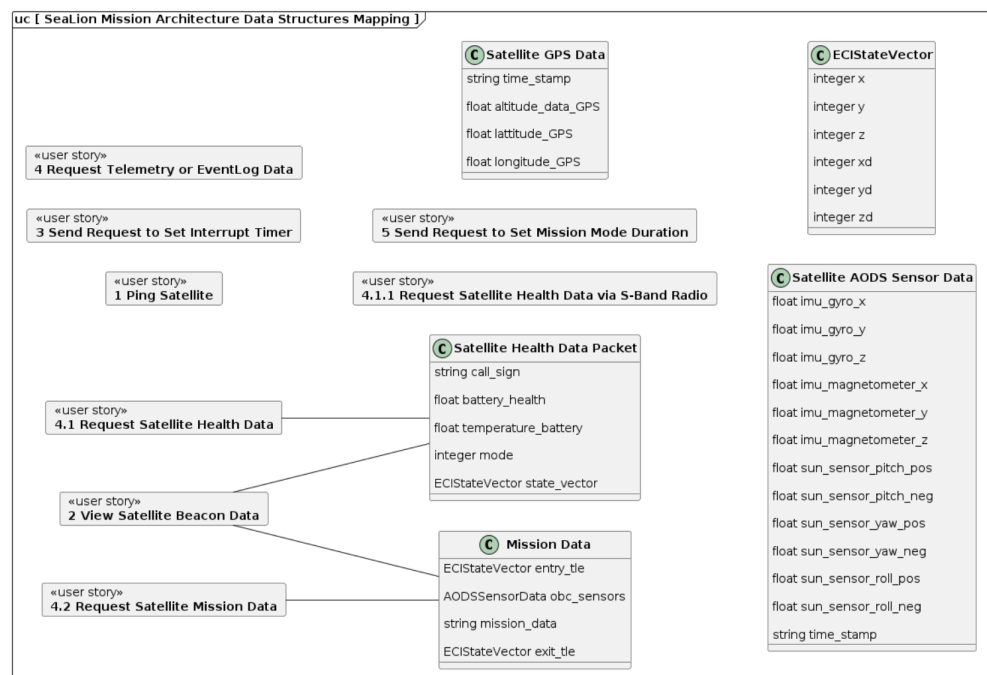 uc [ SeaLion Mission Architecture Data Structures Mapping ]
C Satellite GPS Data
string time_stamp
float altitude_data_GPS
float lattitude_GPS
float longitude_GPS
C ECIStateVector
integer x
integer y
integer z
integer xd
integer yd
integer zd
«user story»
4 Request Telemetry or EventLog Data
«user story»
3 Send Request to Set Interrupt Timer
«user story»
5 Send Request to Set Mission Mode Duration
«user story»
1 Ping Satellite
«user story»
4.1.1 Request Satellite Health Data via S-Band Radio
C Satellite AODS Sensor Data
float imu_gyro_x
float imu_gyro_y
float imu_gyro_z
float imu_magnetometer_x
float imu_magnetometer_y
float imu_magnetometer_z
float sun_sensor_pitch_pos
float sun_sensor_pitch_neg
float sun_sensor_yaw_pos
float sun_sensor_yaw_neg
float sun_sensor_roll_pos
float sun_sensor_roll_neg
string time_stamp
C Satellite Health Data Packet
string call_sign
float battery_health
float temperature_battery
integer mode
ECIStateVector state_vector
«user story»
4.1 Request Satellite Health Data
«user story»
2 View Satellite Beacon Data
C Mission Data
ECIStateVector entry_tle
AODSSensorData obc_sensors
string mission_data
ECIStateVector exit_tle
«user story»
4.2 Request Satellite Mission Data